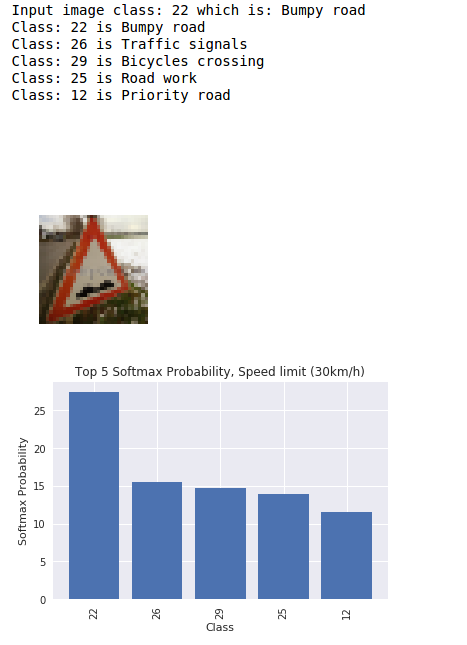 Input image class: 22 which is: Bumpy road
Class: 22 is Bumpy road
Class: 26 is Traffic signals
Class: 29 is Bicycles crossing
Class: 25 is Road work
Class: 12 is Priority road
Top 5 Softmax Probability, Speed limit (30km/h)
Softmax Probability
25
20
15
10
5
0
22
26
29
25
12
Class